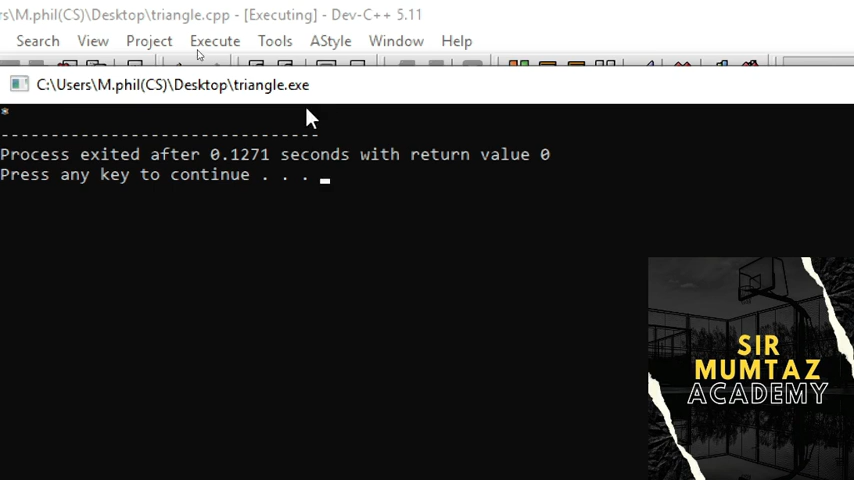 s\M.phil(CS)\Desktop\triangle.cpp - [Executing] - Dev-C++ 5.11
Search View Project Execute Tools AStyle Window Help
C:\Users\M.phil(CS)\Desktop\triangle.exe
*
--------------------------------
Process exited after 0.1271 seconds with return value 0
Press any key to continue . . .
SIR
MUMTAZ
ACADEMY